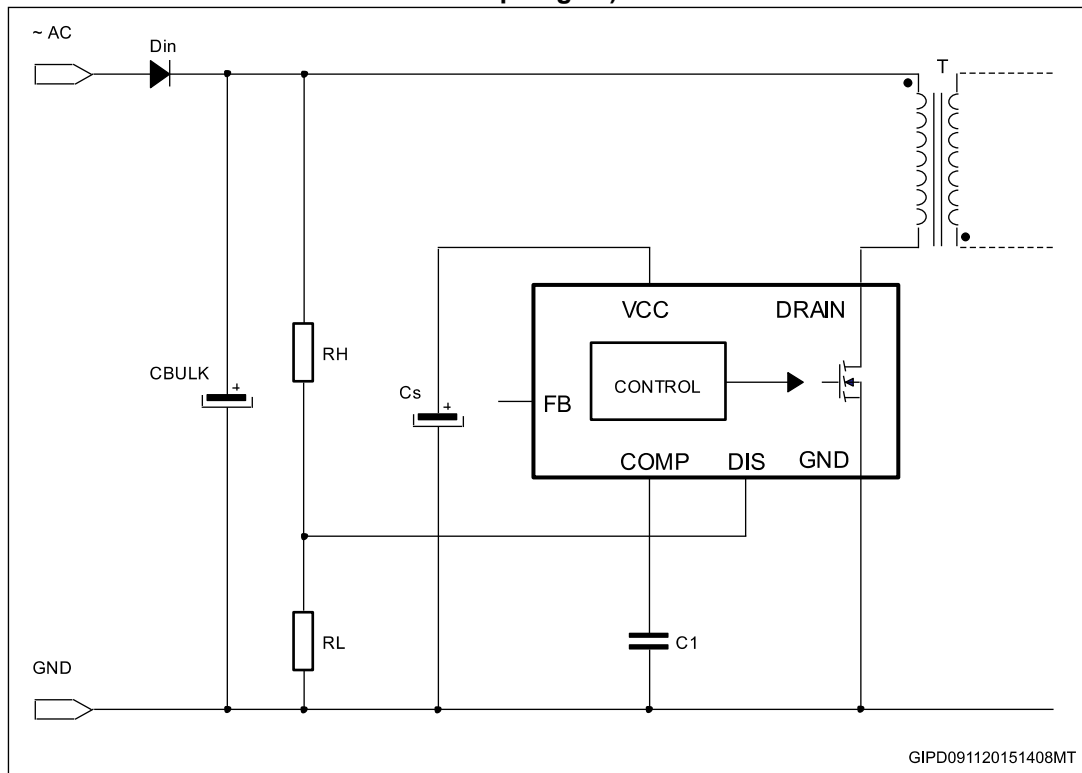 ~ AC
Din
T
VCC
DRAIN
RH
CBULK
+
Cs
+
CONTROL
FB
COMP
DIS
GND
RL
C1
GND
GIPD091120151408MT